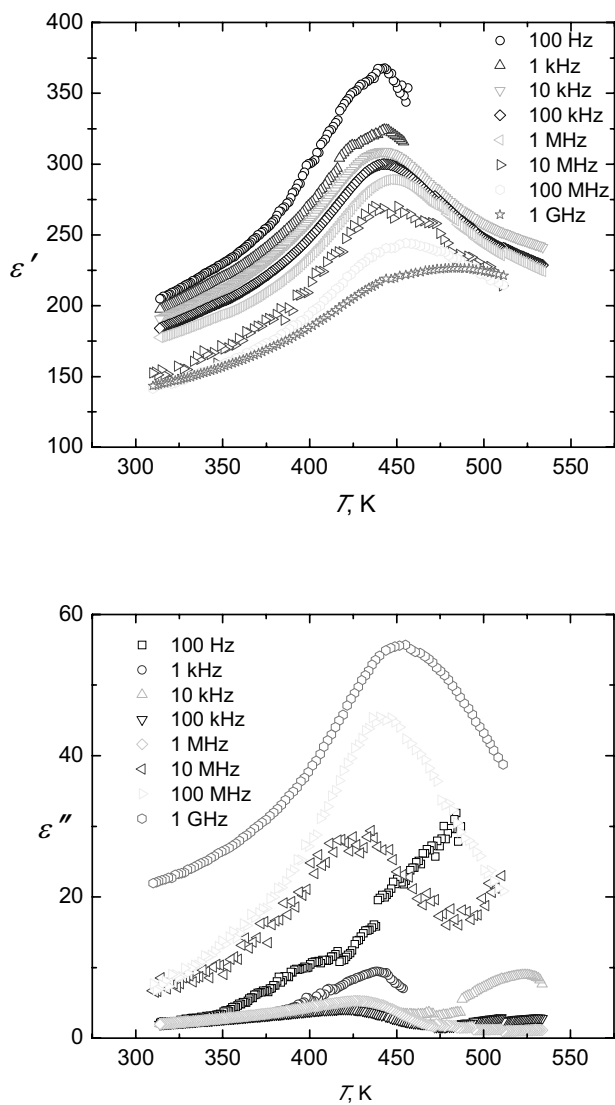 400
350
300
250
200
150
100
ε′
300 350 400 450 500 550
T, K
100 Hz
1 kHz
10 kHz
100 kHz
1 MHz
10 MHz
100 MHz
1 GHz
60
40
20
0
ε″
300 350 400 450 500 550
T, K
100 Hz
1 kHz
10 kHz
100 kHz
1 MHz
10 MHz
100 MHz
1 GHz